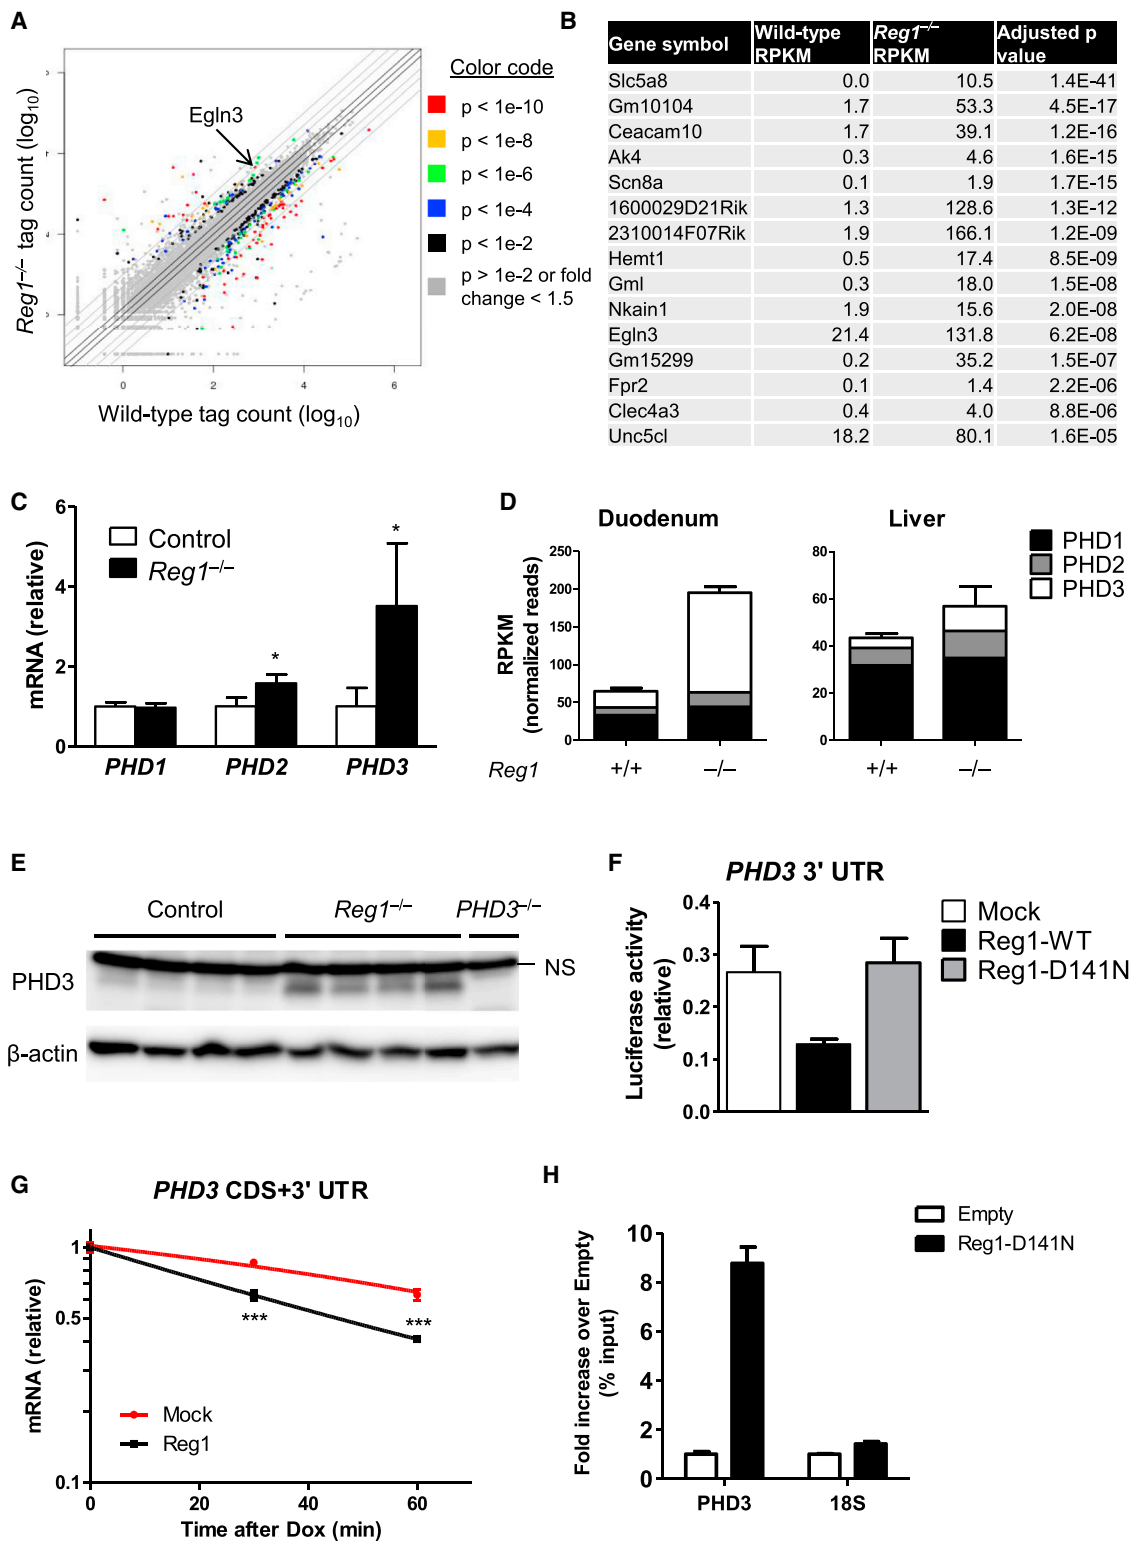 A
Egln3
Reg1–/– tag count (log10)
0
2
4
6
Wild-type tag count (log10)
Color code
p < 1e-10
p < 1e-8
p < 1e-6
p < 1e-4
p < 1e-2
p > 1e-2 or fold
change < 1.5
B
Gene symbol Wild-type RPKM Reg1–/– RPKM Adjusted p value
Slc5a8 0.0 10.5 1.4E-41
Gm10104 1.7 53.3 4.5E-17
Ceacam10 1.7 39.1 1.2E-16
Ak4 0.3 4.6 1.6E-15
Scn8a 0.1 1.9 1.7E-15
1600029D21Rik 1.3 128.6 1.3E-12
2310014F07Rik 1.9 166.1 1.2E-09
Hemt1 0.5 17.4 8.5E-09
Gml 0.3 18.0 1.5E-08
Nkain1 1.9 15.6 2.0E-08
Egln3 21.4 131.8 6.2E-08
Gm15299 0.2 35.2 1.5E-07
Fpr2 0.1 1.4 2.2E-06
Clec4a3 0.4 4.0 8.8E-06
Unc5cl 18.2 80.1 1.6E-05
C
mRNA (relative)
6
4
2
0
Control
Reg1–/–
*
*
PHD1 PHD2 PHD3
D
Duodenum
RPKM
(normalized reads)
250
200
150
100
50
0
Reg1 +/+ –/–
Liver
80
60
40
20
0
+/+ –/–
PHD1
PHD2
PHD3
E
Control Reg1–/– PHD3–/–
PHD3
NS
β-actin
F
PHD3 3' UTR
Luciferase activity
(relative)
0.4
0.3
0.2
0.1
0.0
Mock
Reg1-WT
Reg1-D141N
G
PHD3 CDS+3' UTR
mRNA (relative)
1
0.5
0.1
***
***
Mock
Reg1
0 20 40 60
Time after Dox (min)
H
Fold increase over Empty
(% input)
10
8
6
4
2
0
Empty
Reg1-D141N
PHD3 18S